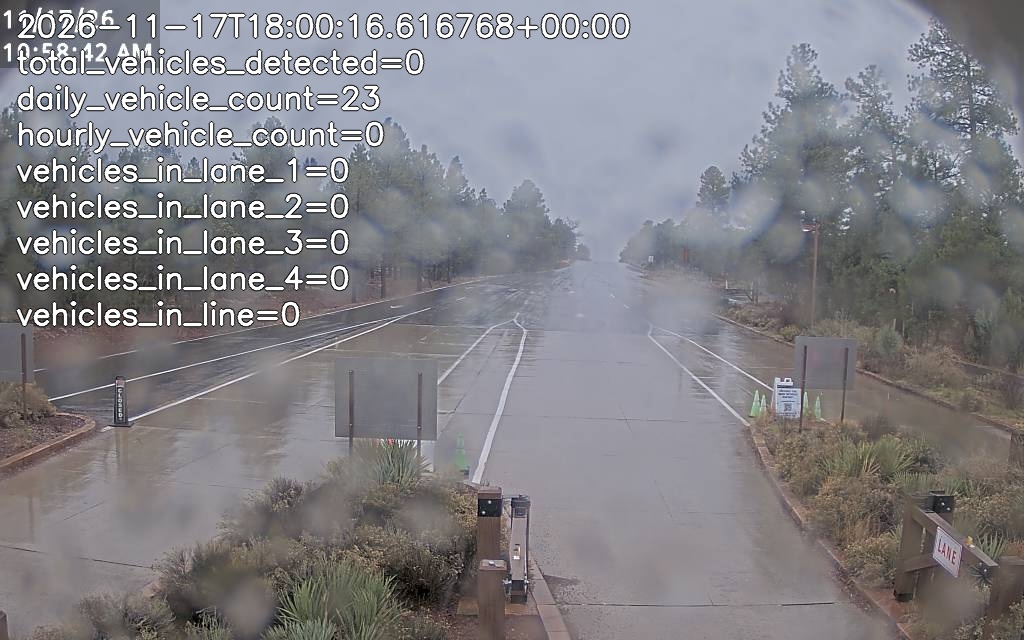 2026-11-17T18:00:16.616768+00:00
10:58:42 AM
total_vehicles_detected=0
daily_vehicle_count=23
hourly_vehicle_count=0
vehicles_in_lane_1=0
vehicles_in_lane_2=0
vehicles_in_lane_3=0
vehicles_in_lane_4=0
vehicles_in_line=0
CLOSED
LANE